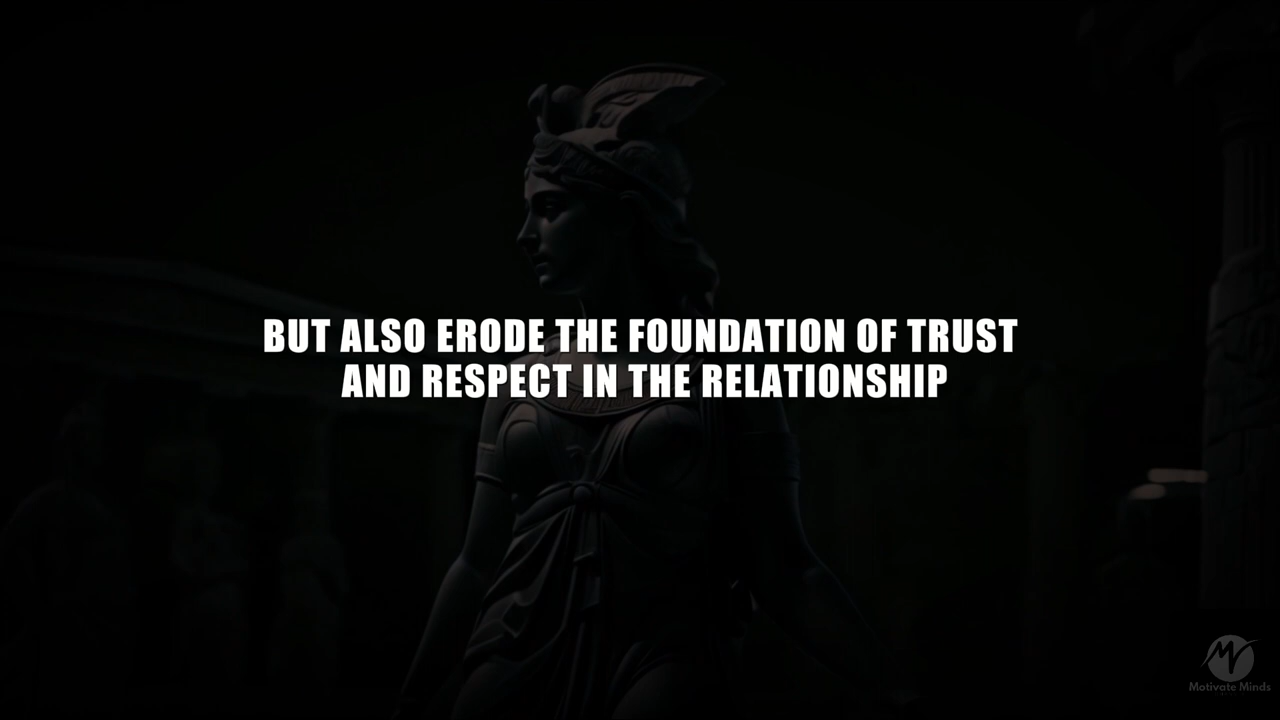 BUT ALSO ERODE THE FOUNDATION OF TRUST
AND RESPECT IN THE RELATIONSHIP
Motivate Minds